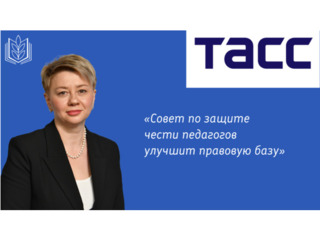 ТАСС
«Совет по защите
чести педагогов
улучшит правовую базу»